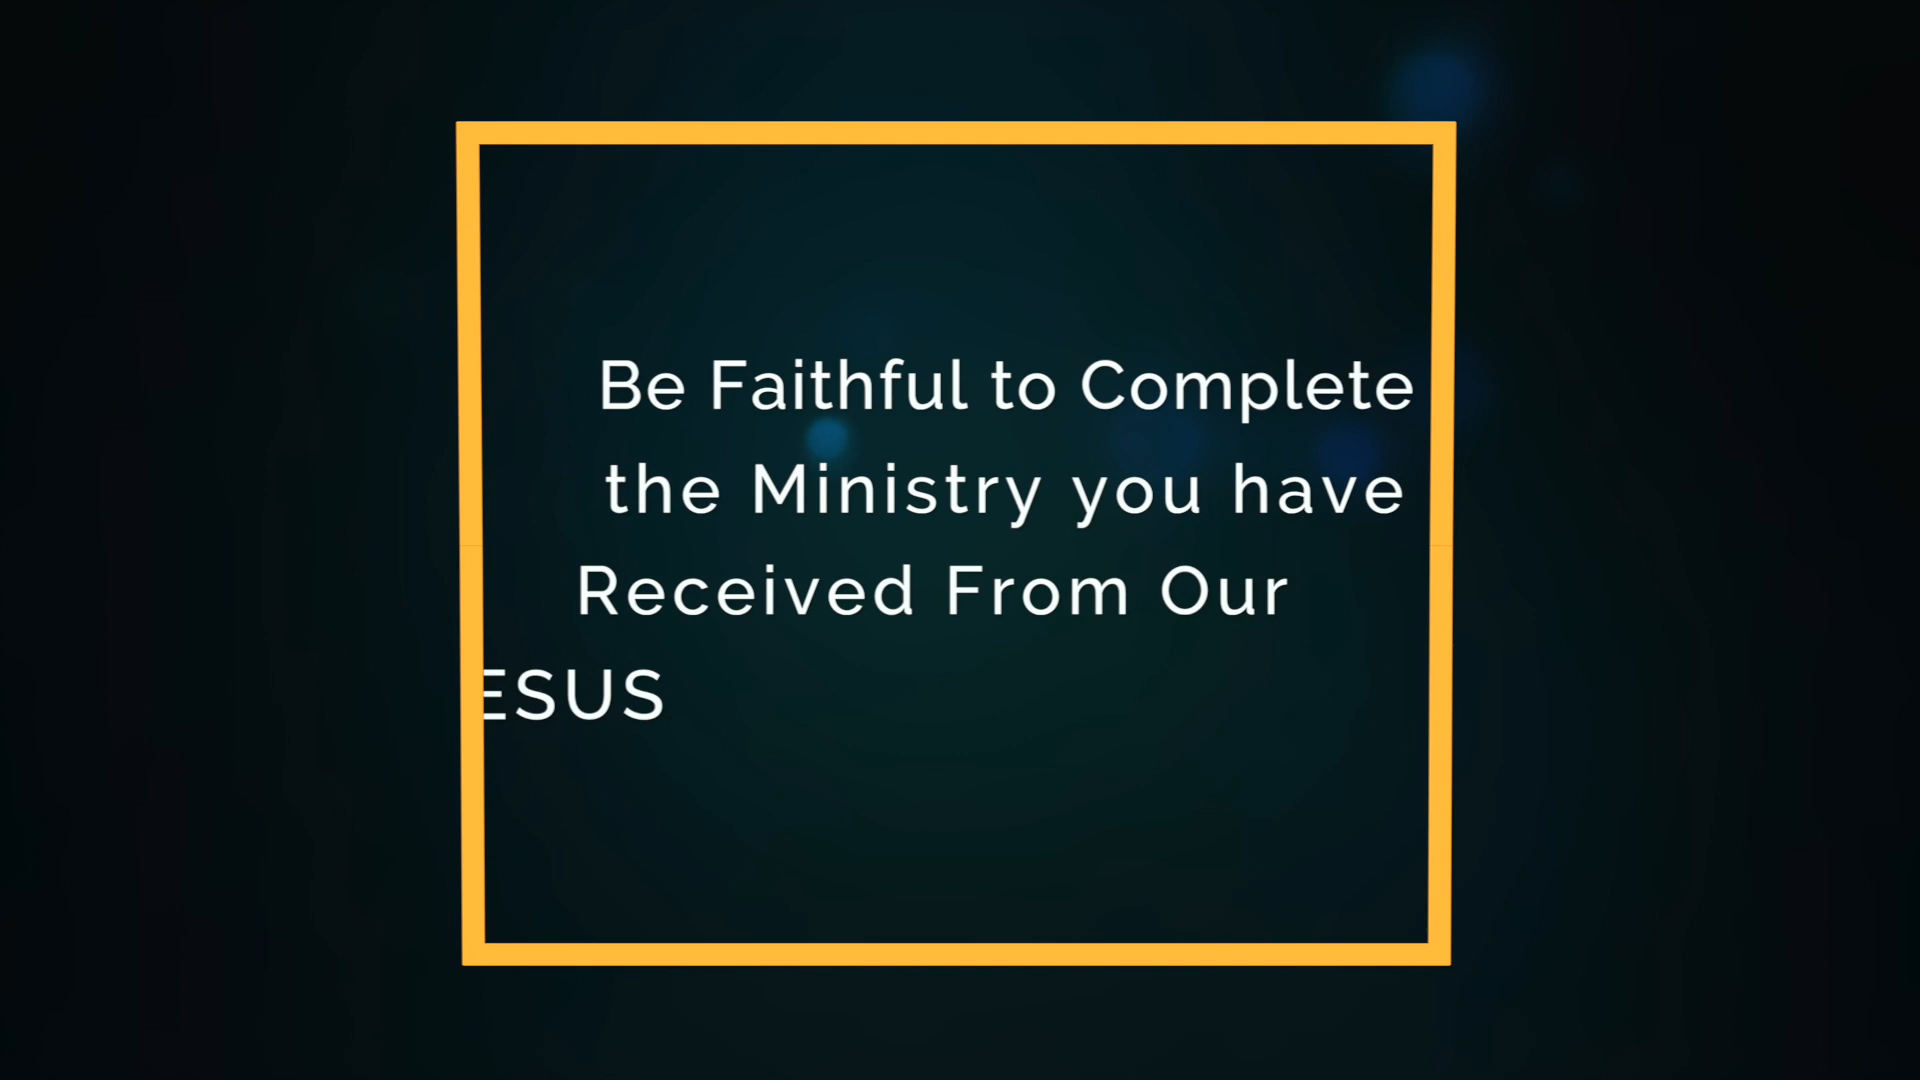 Be Faithful to Complete
the Ministry you have
Received From Our
ESUS